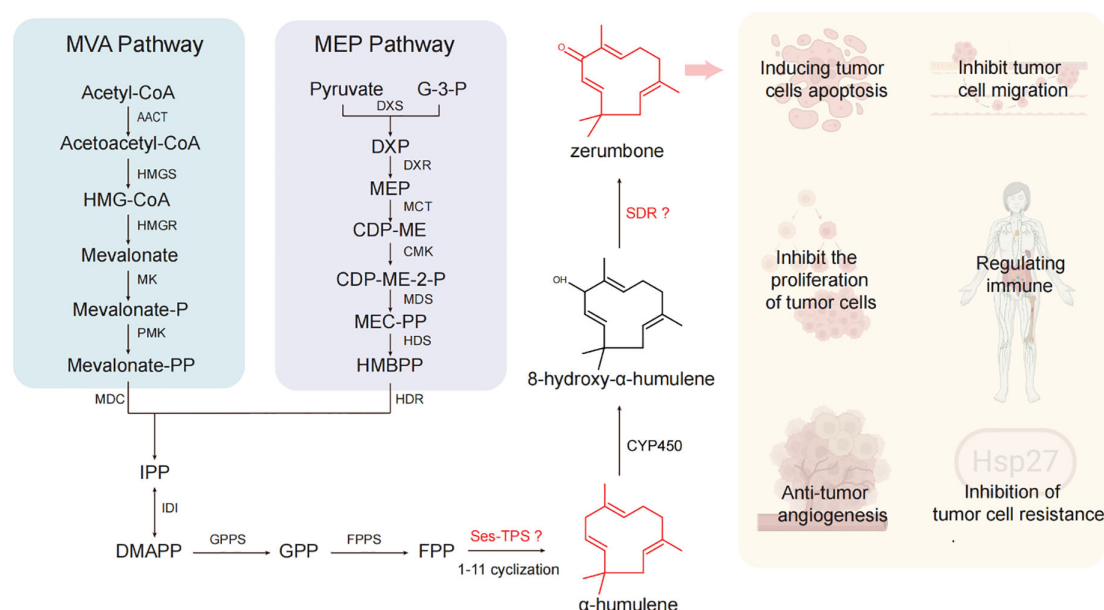 MVA Pathway
Acetyl-CoA
AACT
Acetoacetyl-CoA
HMGS
HMG-CoA
HMGR
Mevalonate
MK
Mevalonate-P
PMK
Mevalonate-PP
MDC
MEP Pathway
Pyruvate G-3-P
DXS
DXP
DXR
MEP
MCT
CDP-ME
CMK
CDP-ME-2-P
MDS
MEC-PP
HDS
HMBPP
HDR
IPP
IDI
DMAPP
GPPS
GPP
FPPS
FPP
Ses-TPS ?
1-11 cyclization
α-humulene
CYP450
OH
8-hydroxy-α-humulene
SDR ?
O
zerumbone
Inducing tumor
cells apoptosis
Inhibit tumor
cell migration
Inhibit the
proliferation
of tumor cells
Regulating
immune
Anti-tumor
angiogenesis
Hsp27
Inhibition of
tumor cell resistance
.